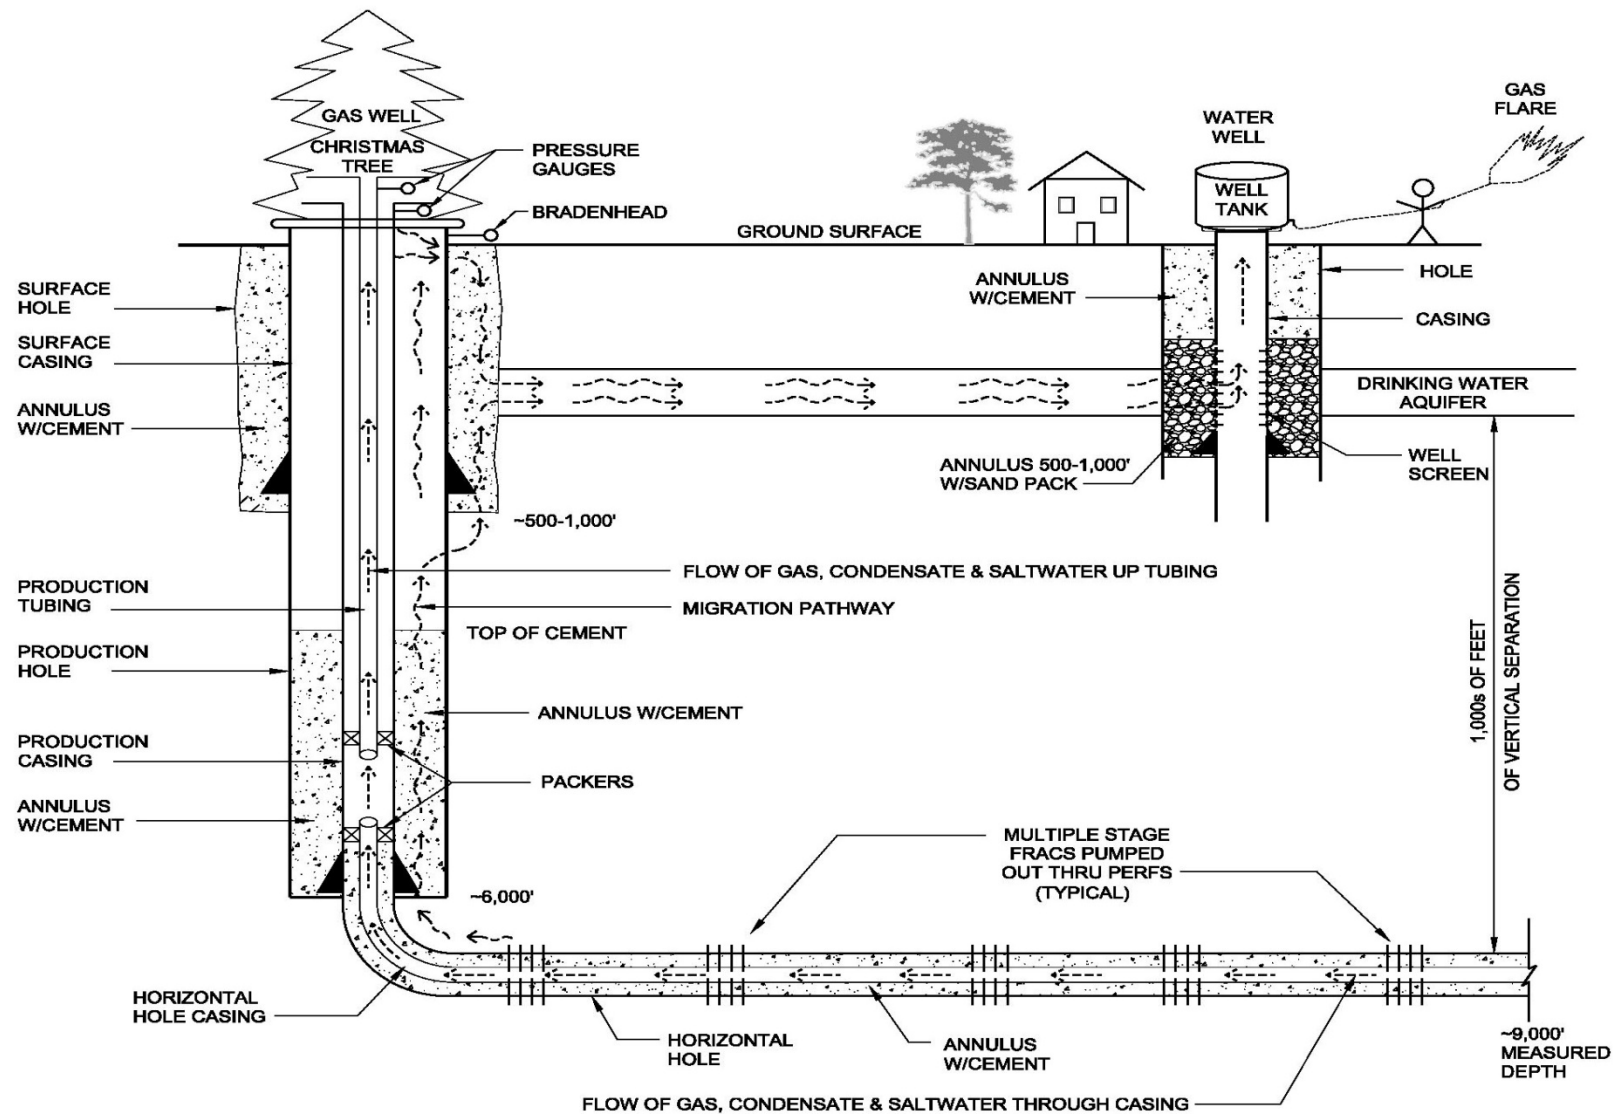 GAS WELL
CHRISTMAS
TREE
PRESSURE
GAUGES
BRADENHEAD
GROUND SURFACE
WATER
WELL
WELL
TANK
GAS
FLARE
SURFACE
HOLE
SURFACE
CASING
ANNULUS
W/CEMENT
ANNULUS
W/CEMENT
HOLE
CASING
DRINKING WATER
AQUIFER
WELL
SCREEN
ANNULUS 500-1,000'
W/SAND PACK
~500-1,000'
FLOW OF GAS, CONDENSATE & SALTWATER UP TUBING
MIGRATION PATHWAY
TOP OF CEMENT
PRODUCTION
TUBING
PRODUCTION
HOLE
ANNULUS W/CEMENT
PRODUCTION
CASING
PACKERS
ANNULUS
W/CEMENT
1,000s OF FEET
OF VERTICAL SEPARATION
MULTIPLE STAGE
FRACS PUMPED
OUT THRU PERFS
(TYPICAL)
~6,000'
HORIZONTAL
HOLE CASING
HORIZONTAL
HOLE
ANNULUS
W/CEMENT
~9,000'
MEASURED
DEPTH
FLOW OF GAS, CONDENSATE & SALTWATER THROUGH CASING